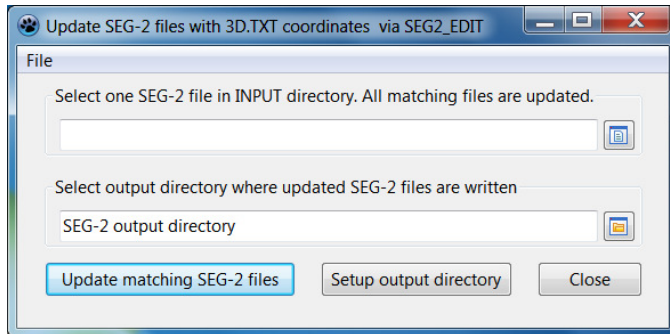 Update SEG-2 files with 3D.TXT coordinates via SEG2_EDIT
File
Select one SEG-2 file in INPUT directory. All matching files are updated.
Select output directory where updated SEG-2 files are written
SEG-2 output directory
Update matching SEG-2 files Setup output directory Close